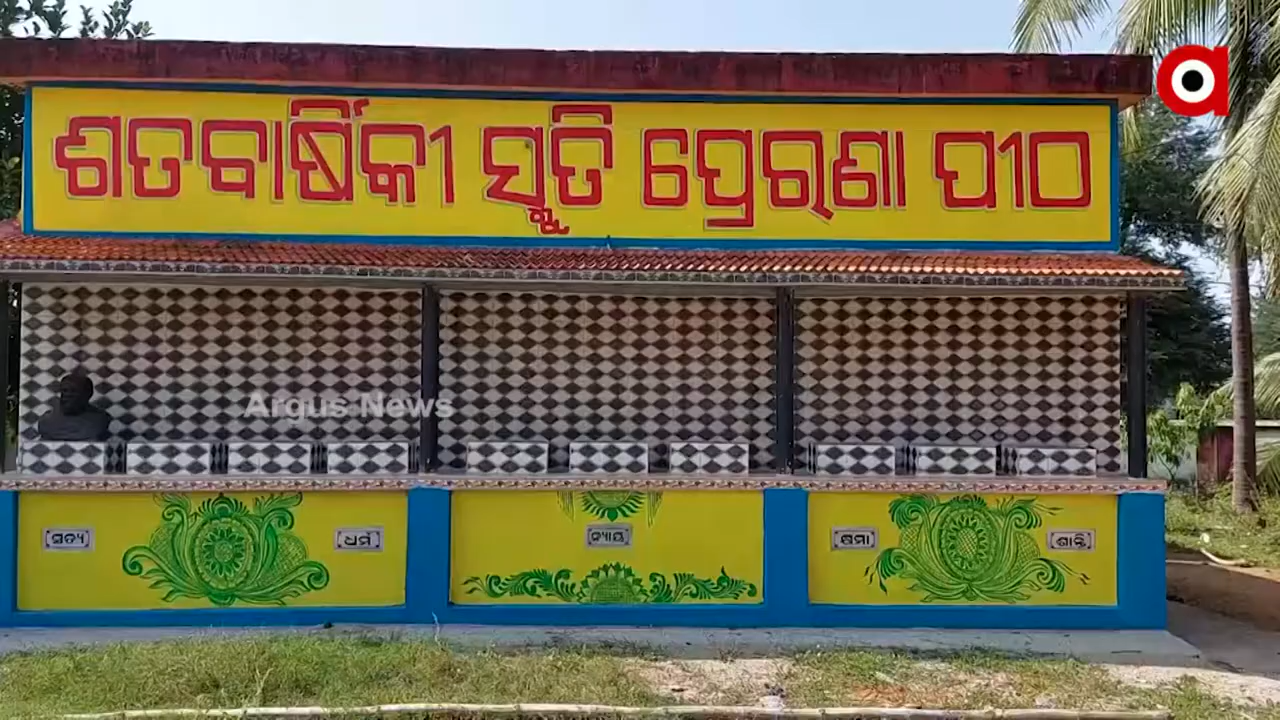 ଶତବାର୍ଷିକୀ ସ୍ମୃତି ପ୍ରେରଣା ପୀଠ
Argus News
ସତ୍ୟ
ଧର୍ମ
ନ୍ୟାୟ
କ୍ଷମା
ଶାନ୍ତି